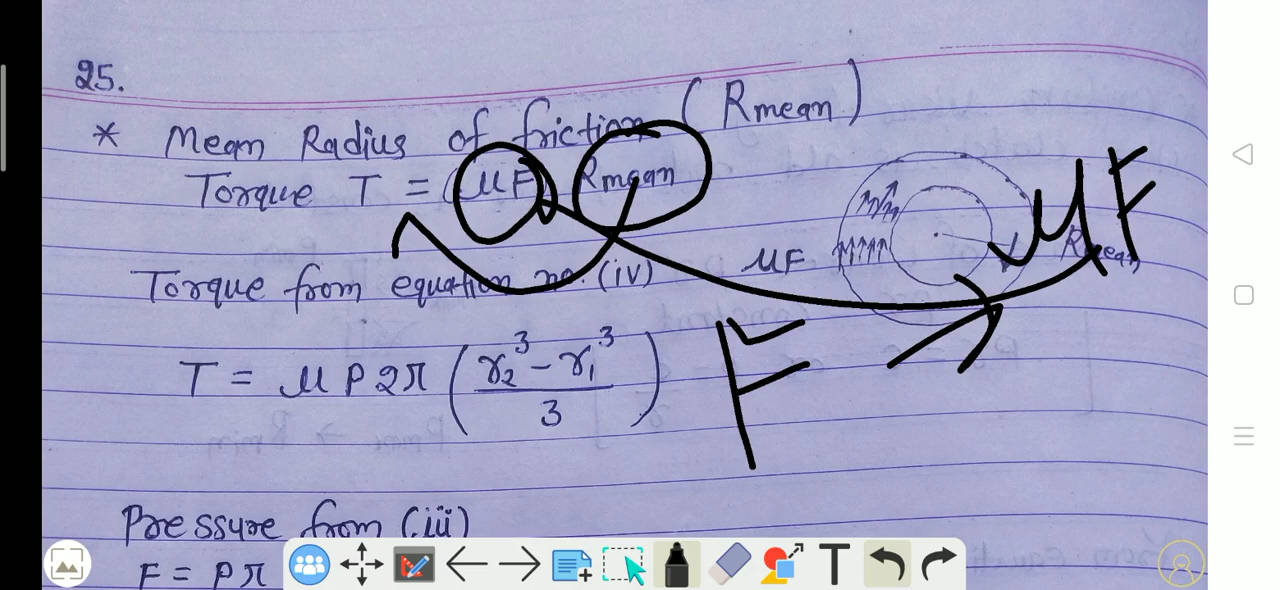 25.
* Mean Radius of friction (Rmean)
Torque T = (μF). Rmean
μF
Rmean
μF
Torque from equation no. (iv)
T = μ P 2π ( r₂³ - r₁³ / 3 )
F
Pressure from (iii)
F = Pπ
T